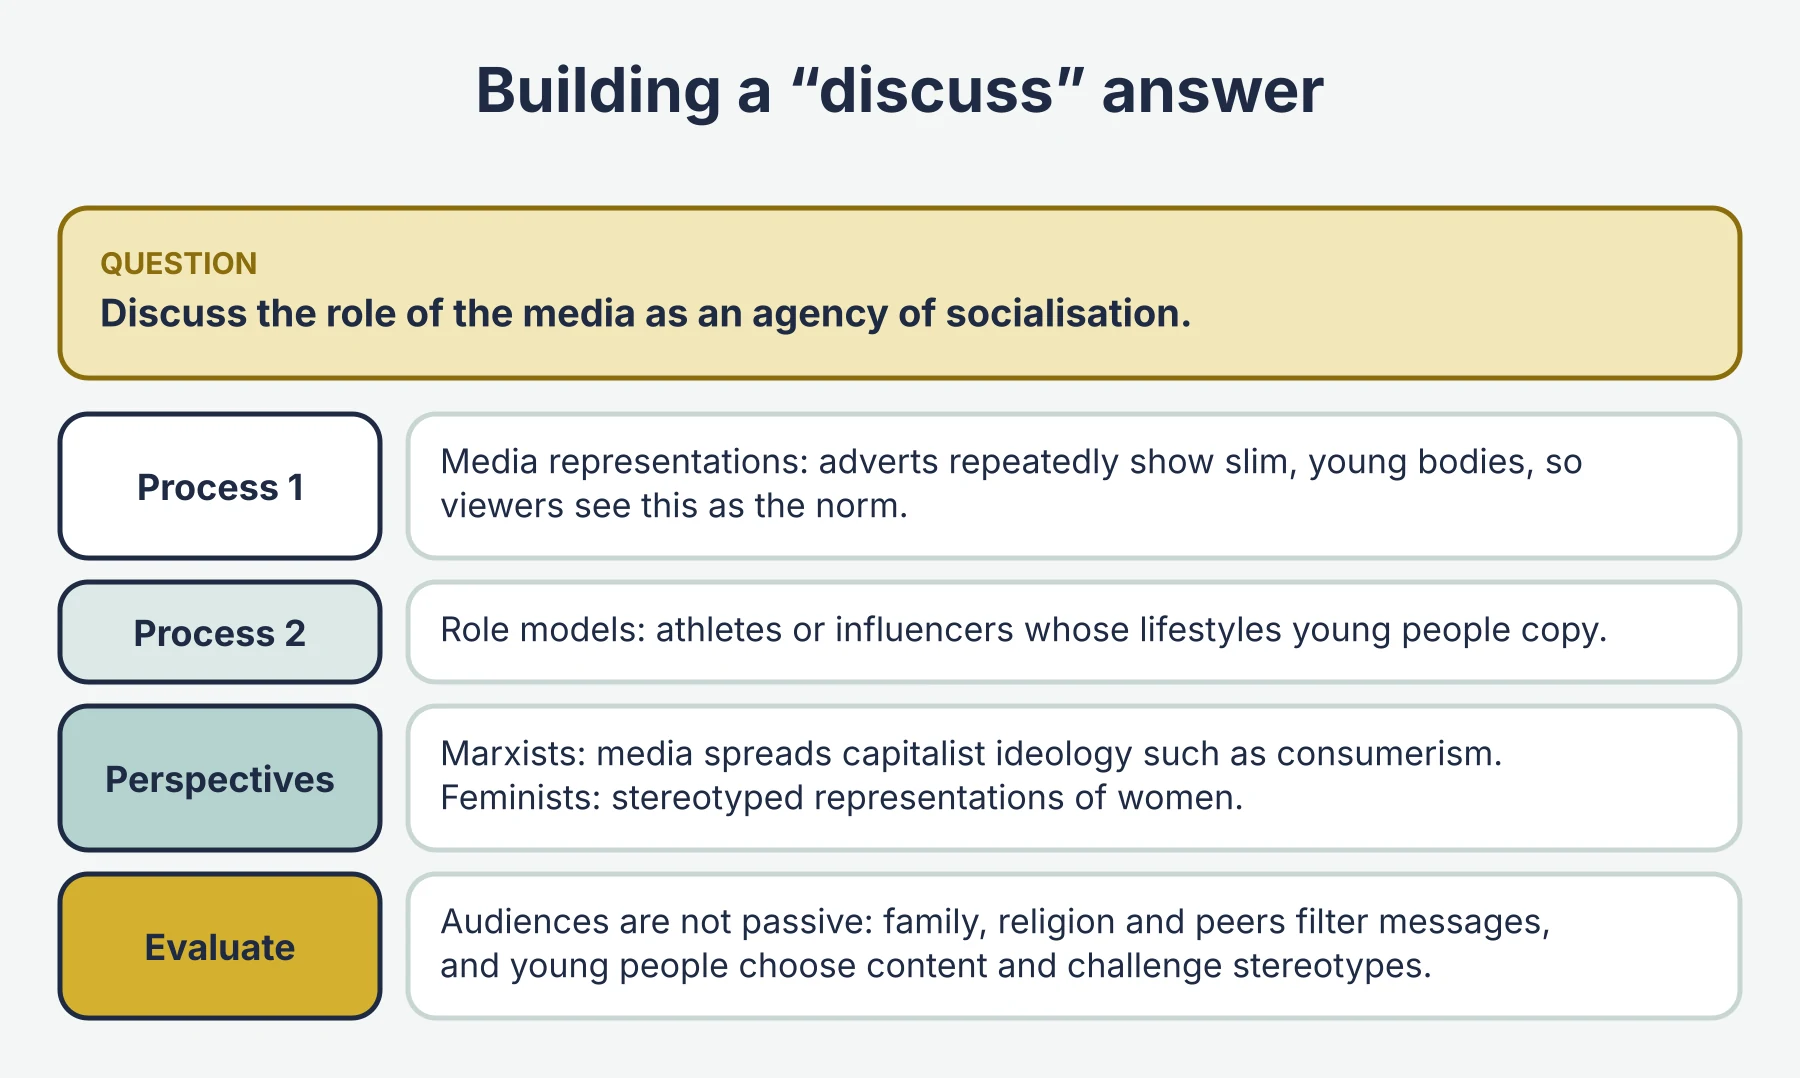 Building a “discuss” answer
QUESTION
Discuss the role of the media as an agency of socialisation.
Process 1
Media representations: adverts repeatedly show slim, young bodies, so
viewers see this as the norm.
Process 2
Role models: athletes or influencers whose lifestyles young people copy.
Perspectives
Marxists: media spreads capitalist ideology such as consumerism.
Feminists: stereotyped representations of women.
Evaluate
Audiences are not passive: family, religion and peers filter messages,
and young people choose content and challenge stereotypes.